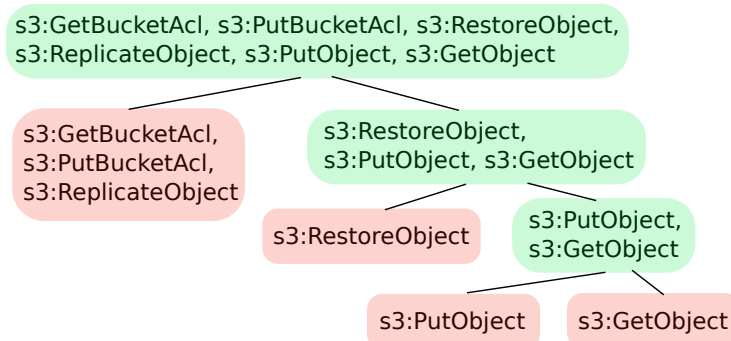 s3:GetBucketAcl, s3:PutBucketAcl, s3:RestoreObject,
s3:ReplicateObject, s3:PutObject, s3:GetObject
s3:GetBucketAcl,
s3:PutBucketAcl,
s3:ReplicateObject
s3:RestoreObject,
s3:PutObject, s3:GetObject
s3:RestoreObject
s3:PutObject,
s3:GetObject
s3:PutObject
s3:GetObject